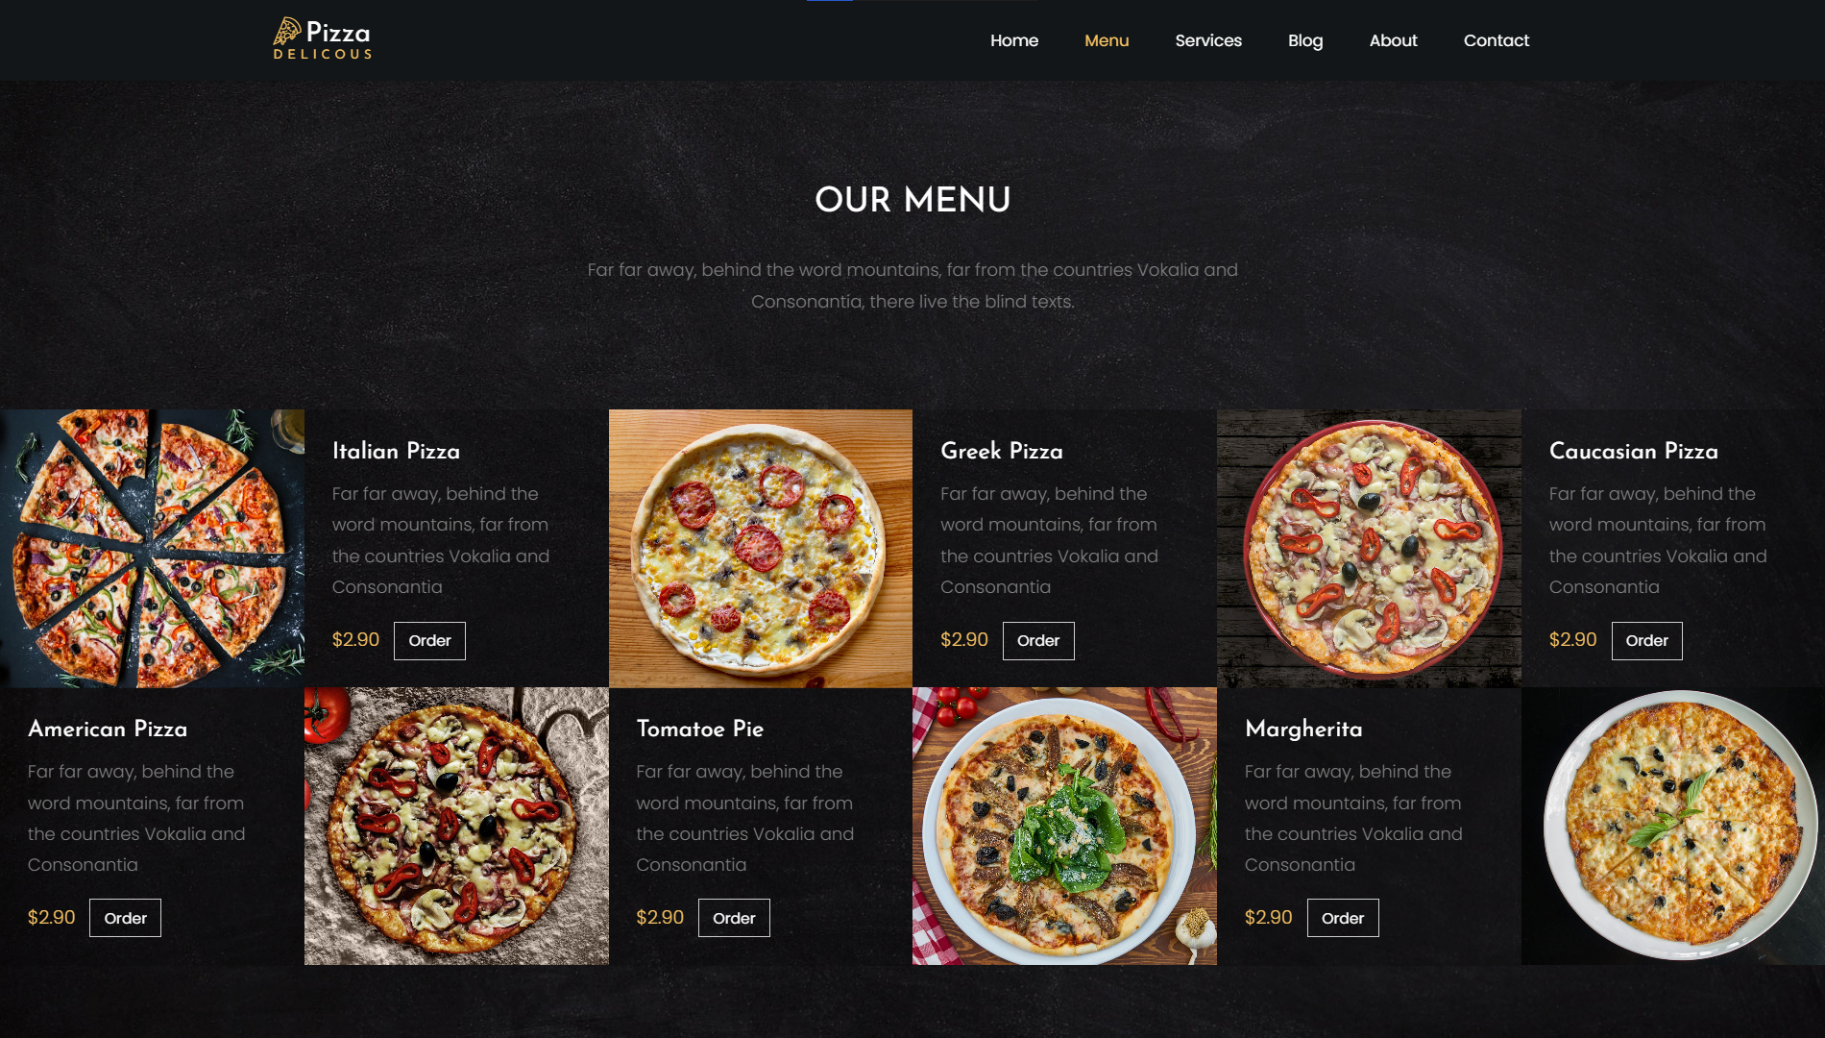 Pizza
DELICOUS
Home
Menu
Services
Blog
About
Contact
OUR MENU
Far far away, behind the word mountains, far from the countries Vokalia and
Consonantia, there live the blind texts.
Italian Pizza
Far far away, behind the
word mountains, far from
the countries Vokalia and
Consonantia
$2.90
Order
Greek Pizza
Far far away, behind the
word mountains, far from
the countries Vokalia and
Consonantia
$2.90
Order
Caucasian Pizza
Far far away, behind the
word mountains, far from
the countries Vokalia and
Consonantia
$2.90
Order
American Pizza
Far far away, behind the
word mountains, far from
the countries Vokalia and
Consonantia
$2.90
Order
Tomatoe Pie
Far far away, behind the
word mountains, far from
the countries Vokalia and
Consonantia
$2.90
Order
Margherita
Far far away, behind the
word mountains, far from
the countries Vokalia and
Consonantia
$2.90
Order